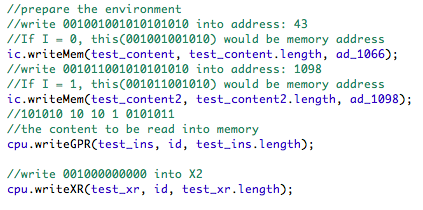 //prepare the environment
//write 001001001010101010 into address: 43
//If I = 0, this(001001001010) would be memory address
ic.writeMem(test_content, test_content.length, ad_1066);
//write 001011001010101010 into address: 1098
//If I = 1, this(001011001010) would be memory address
ic.writeMem(test_content2, test_content2.length, ad_1098);
//101010 10 10 1 0101011
//the content to be read into memory
cpu.writeGPR(test_ins, id, test_ins.length);
//write 001000000000 into X2
cpu.writeXR(test_xr, id, test_xr.length);